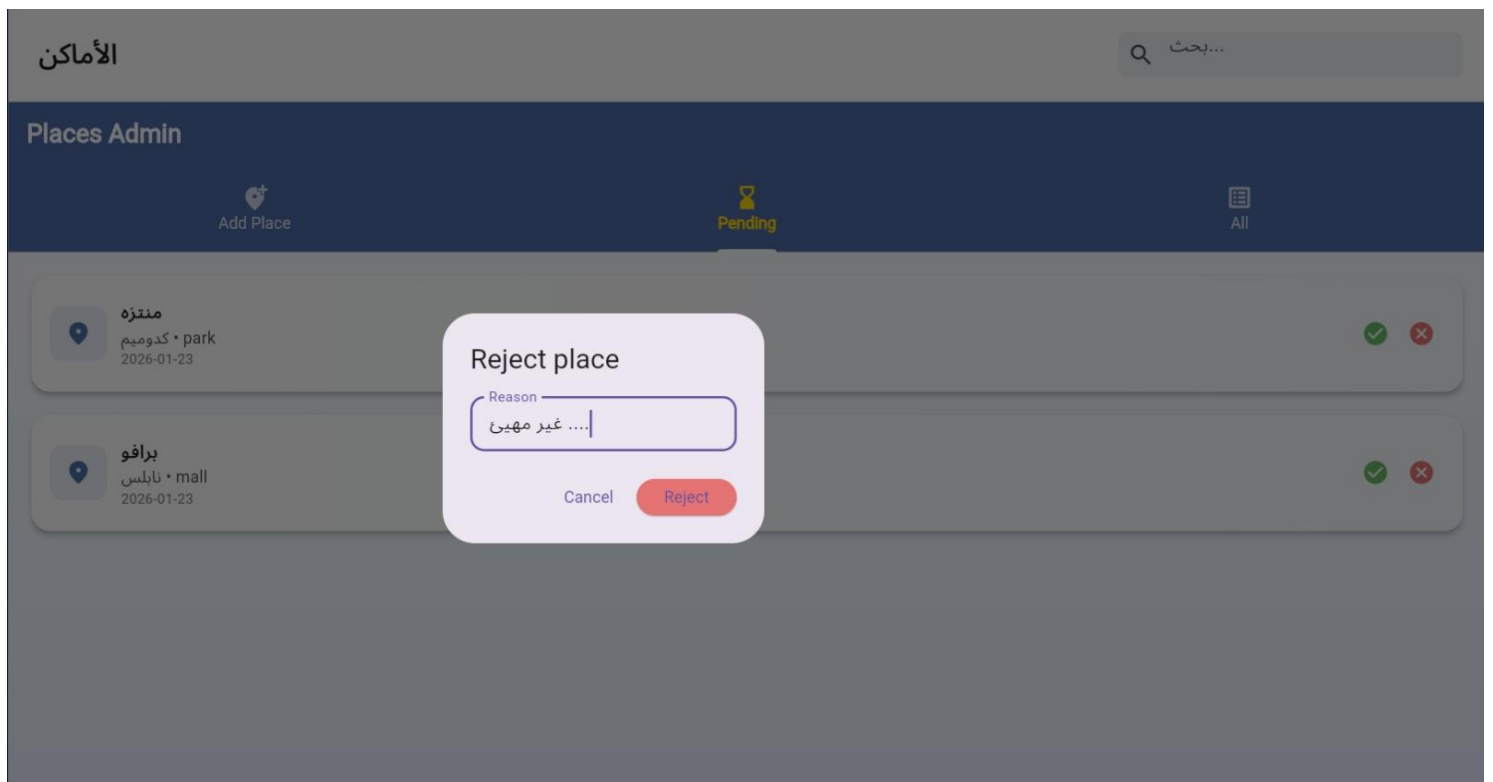 الأماكن
بحث...
Places Admin
Add Place
Pending
All
منتزه
كدوميم • park
2026-01-23
برافو
نابلس • mall
2026-01-23
Reject place
Reason
غير مهيئ ....
Cancel
Reject